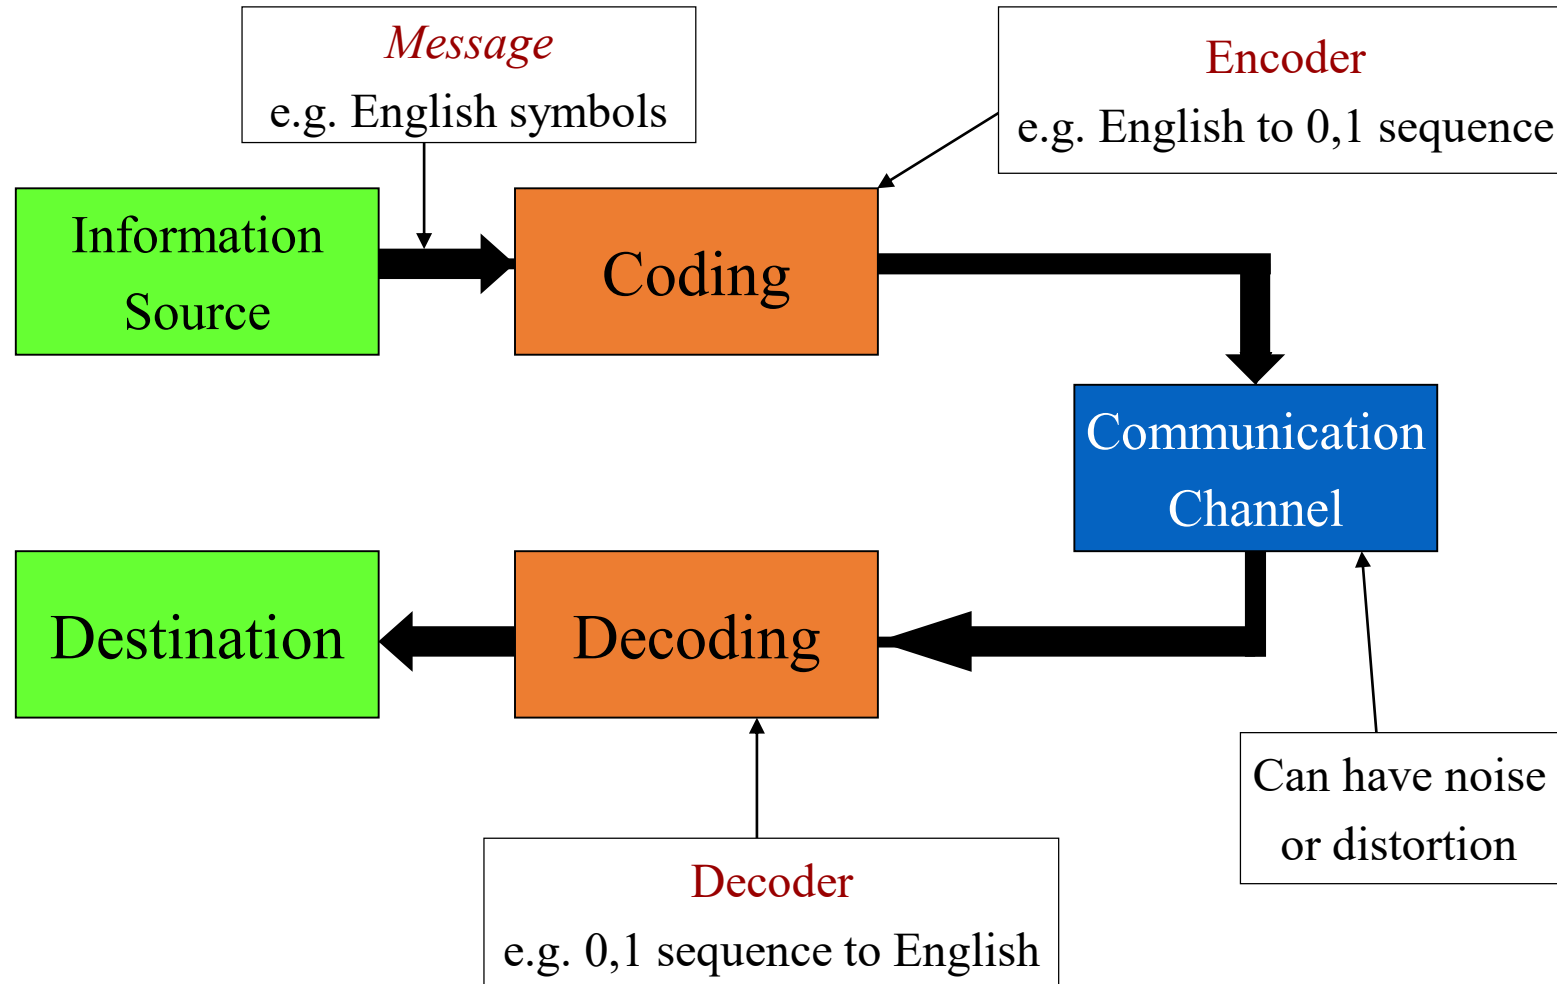 Message
e.g. English symbols
Encoder
e.g. English to 0,1 sequence
Information
Source
Coding
Communication
Channel
Destination
Decoding
Can have noise
or distortion
Decoder
e.g. 0,1 sequence to English